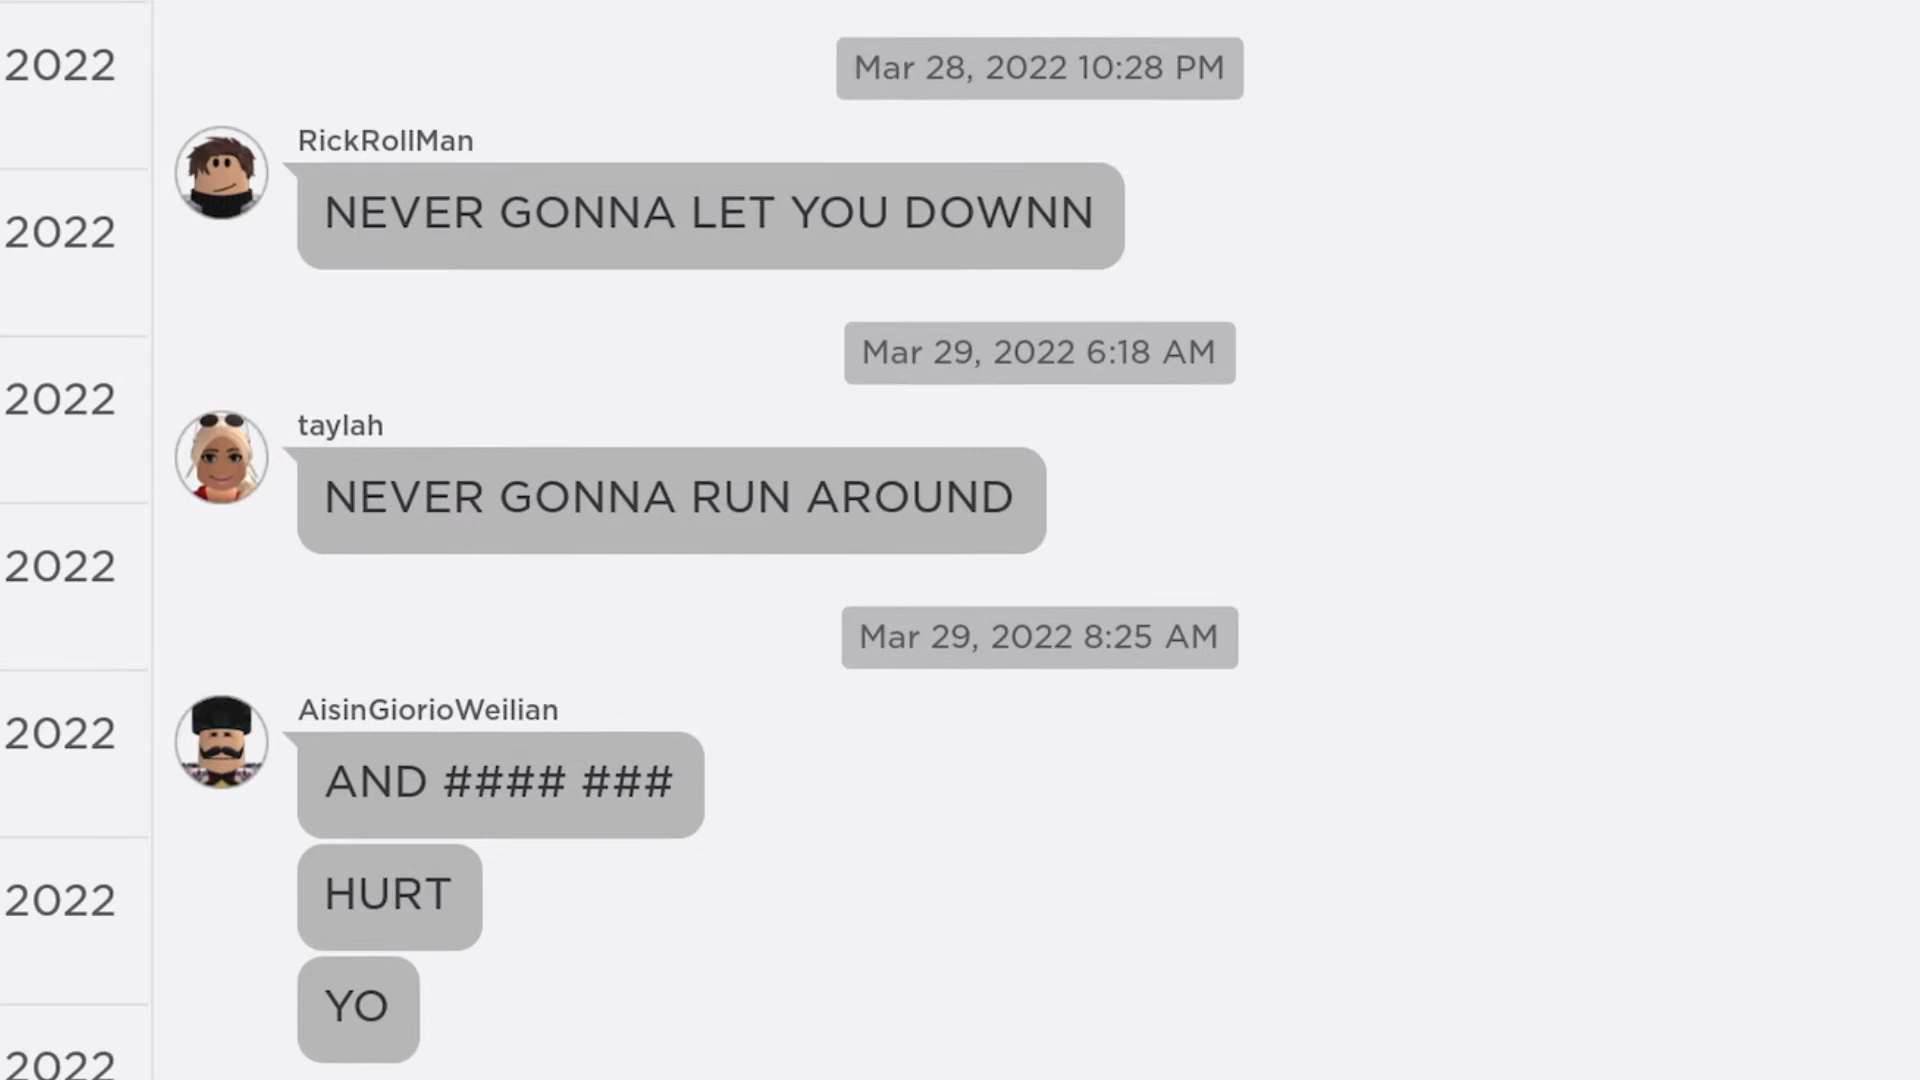 2022
2022
2022
2022
2022
2022
2022
Mar 28, 2022 10:28 PM
RickRollMan
NEVER GONNA LET YOU DOWNN
Mar 29, 2022 6:18 AM
taylah
NEVER GONNA RUN AROUND
Mar 29, 2022 8:25 AM
AisinGiorioWeilian
AND #### ###
HURT
YO